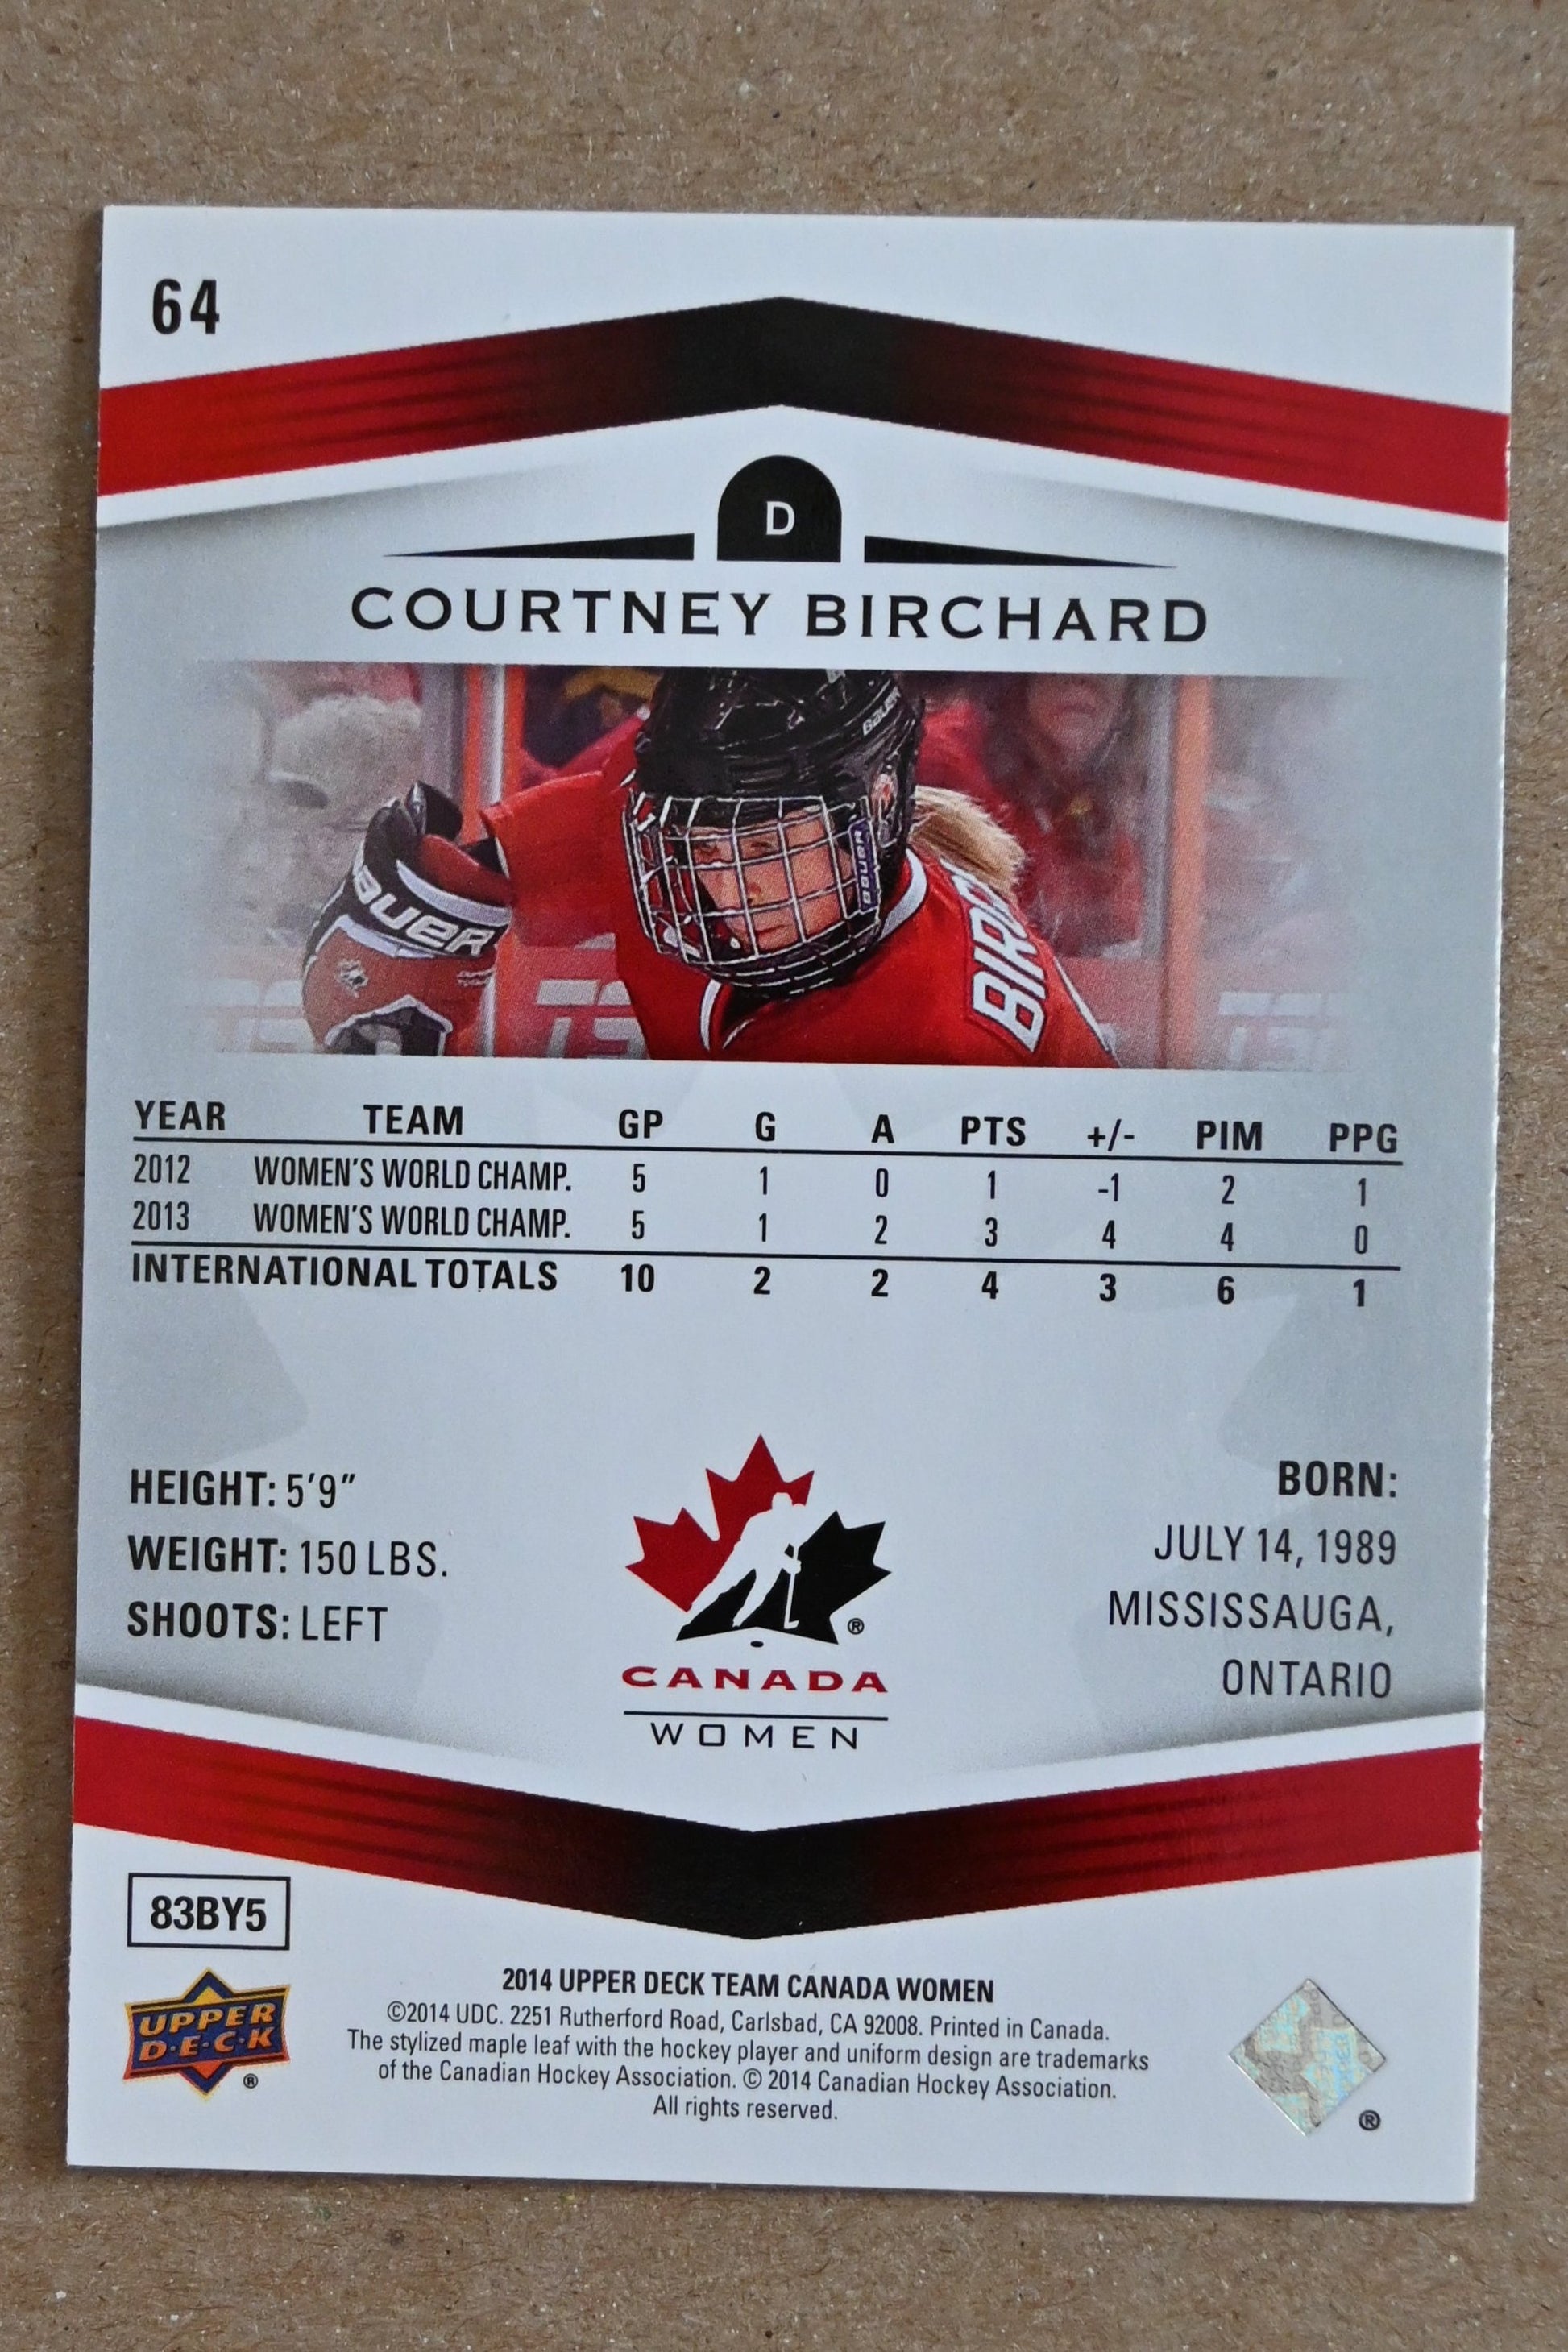 64
D
COURTNEY BIRCHARD
BAUER
BAUER
BAUER
BIRC
YEAR TEAM GP G A PTS +/- PIM PPG
2012 WOMEN'S WORLD CHAMP. 5 1 0 1 -1 2 1
2013 WOMEN'S WORLD CHAMP. 5 1 2 3 4 4 0
INTERNATIONAL TOTALS 10 2 2 4 3 6 1
HEIGHT: 5'9"
WEIGHT: 150 LBS.
SHOOTS: LEFT
®
CANADA
WOMEN
BORN:
JULY 14, 1989
MISSISSAUGA,
ONTARIO
83BY5
UPPER
D·E·C·K
®
2014 UPPER DECK TEAM CANADA WOMEN
©2014 UDC. 2251 Rutherford Road, Carlsbad, CA 92008. Printed in Canada.
The stylized maple leaf with the hockey player and uniform design are trademarks
of the Canadian Hockey Association. © 2014 Canadian Hockey Association.
All rights reserved.
®